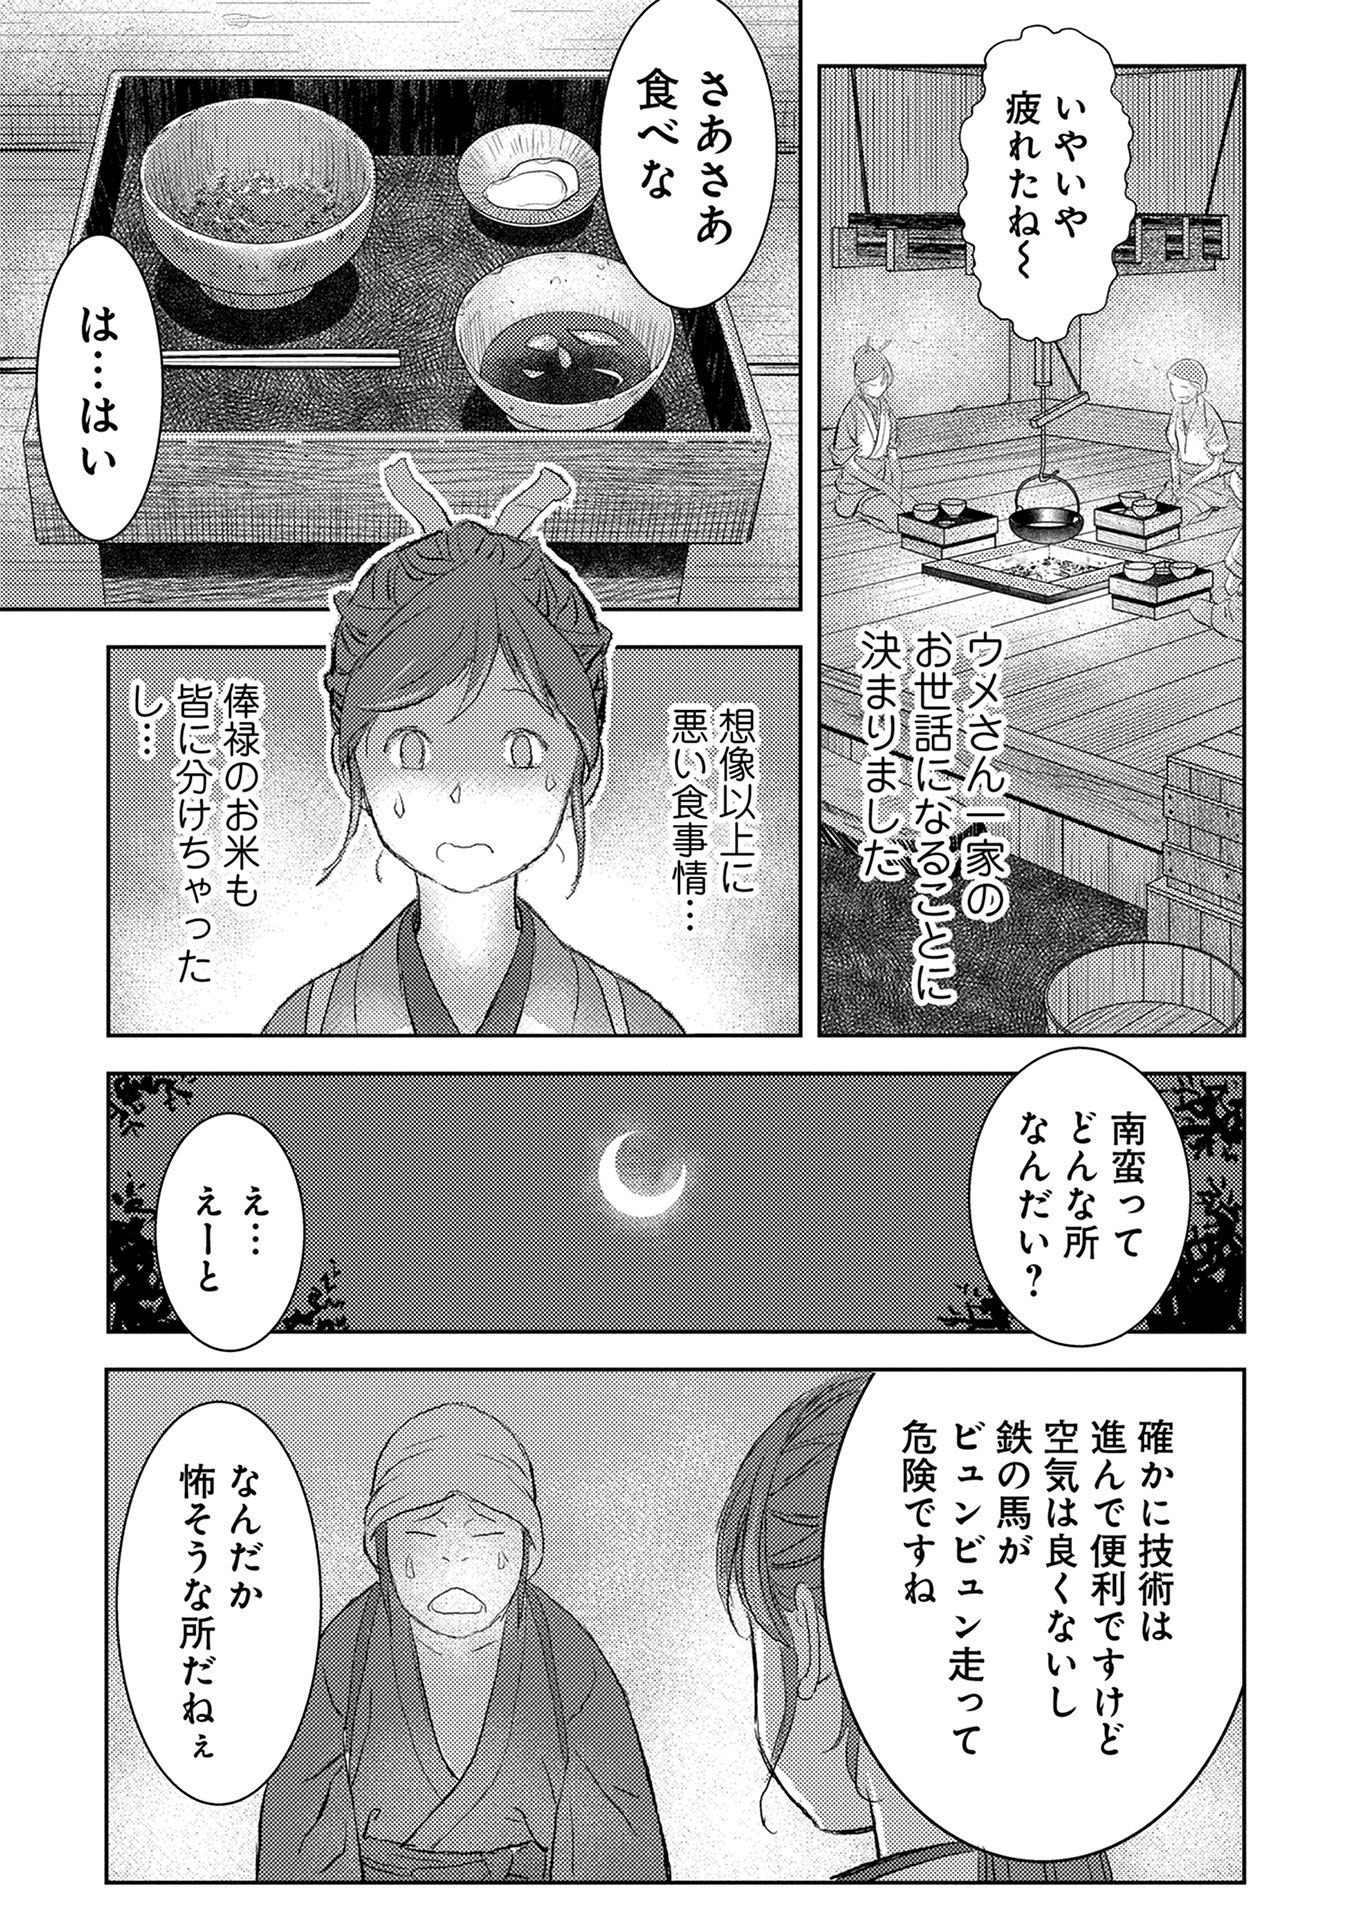 いやいや
疲れたね〜
ウメさん一家の
お世話になることに
決まりました
さあさあ
食べな
は…はい
想像以上に
悪い食事情…
俸禄のお米も
皆に分けちゃった
し…
南蛮って
どんな所
なんだい?
え…
えーと
確かに技術は
進んで便利ですけど
空気は良くないし
鉄の馬が
ビュンビュン走って
危険ですね
なんだか
怖そうな所だねぇ